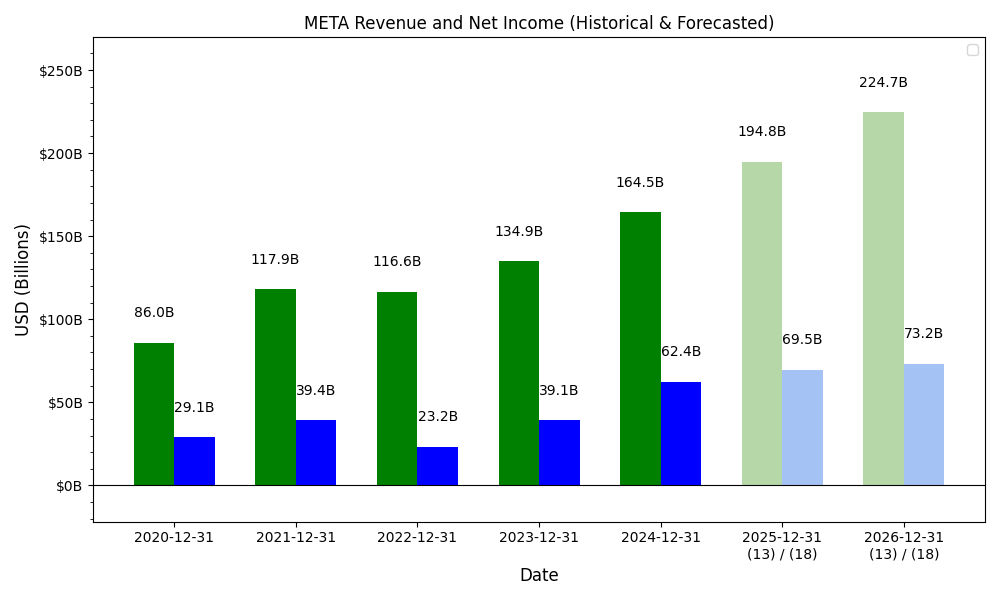 META Revenue and Net Income (Historical & Forecasted)
USD (Billions)
$250B
$200B
$150B
$100B
$50B
$0B
86.0B
29.1B
117.9B
39.4B
116.6B
23.2B
134.9B
39.1B
164.5B
62.4B
194.8B
69.5B
224.7B
73.2B
2020-12-31
2021-12-31
2022-12-31
2023-12-31
2024-12-31
2025-12-31
(13) / (18)
2026-12-31
(13) / (18)
Date